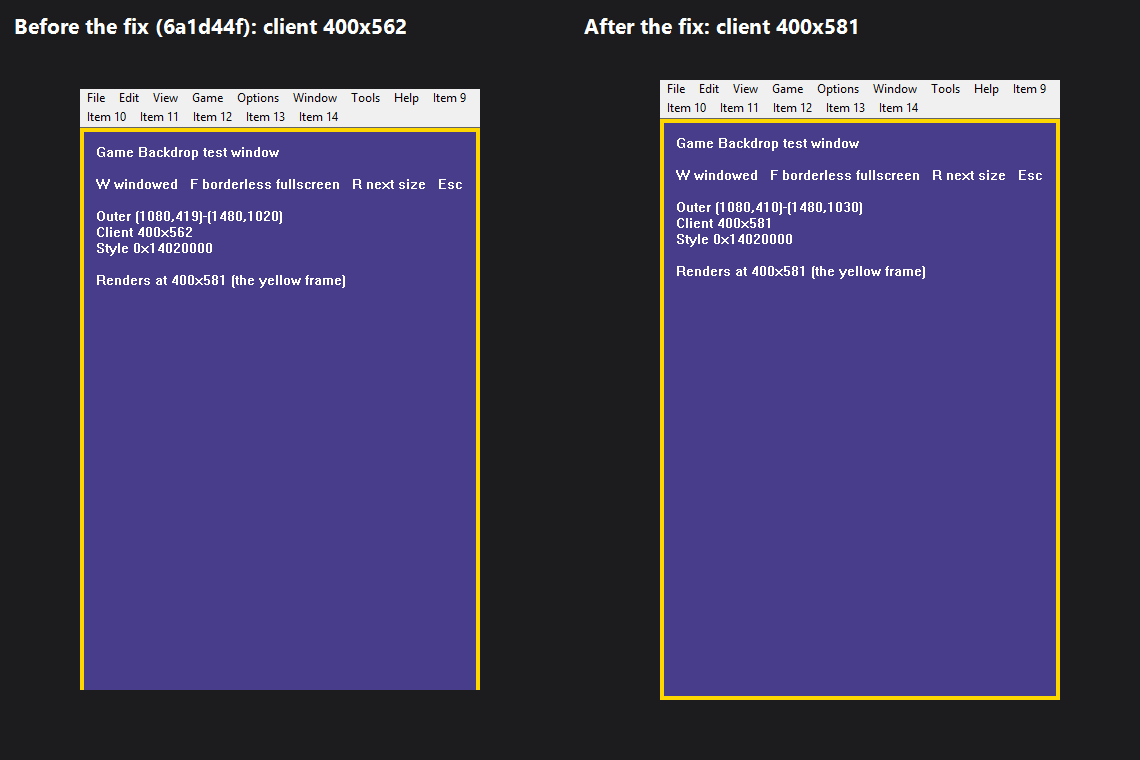 Before the fix (6a1d44f): client 400x562
File Edit View Game Options Window Tools Help Item 9
Item 10 Item 11 Item 12 Item 13 Item 14
Game Backdrop test window
W windowed F borderless fullscreen R next size Esc
Outer (1080,419)-(1480,1020)
Client 400x562
Style 0x14020000
Renders at 400x581 (the yellow frame)
After the fix: client 400x581
File Edit View Game Options Window Tools Help Item 9
Item 10 Item 11 Item 12 Item 13 Item 14
Game Backdrop test window
W windowed F borderless fullscreen R next size Esc
Outer (1080,410)-(1480,1030)
Client 400x581
Style 0x14020000
Renders at 400x581 (the yellow frame)